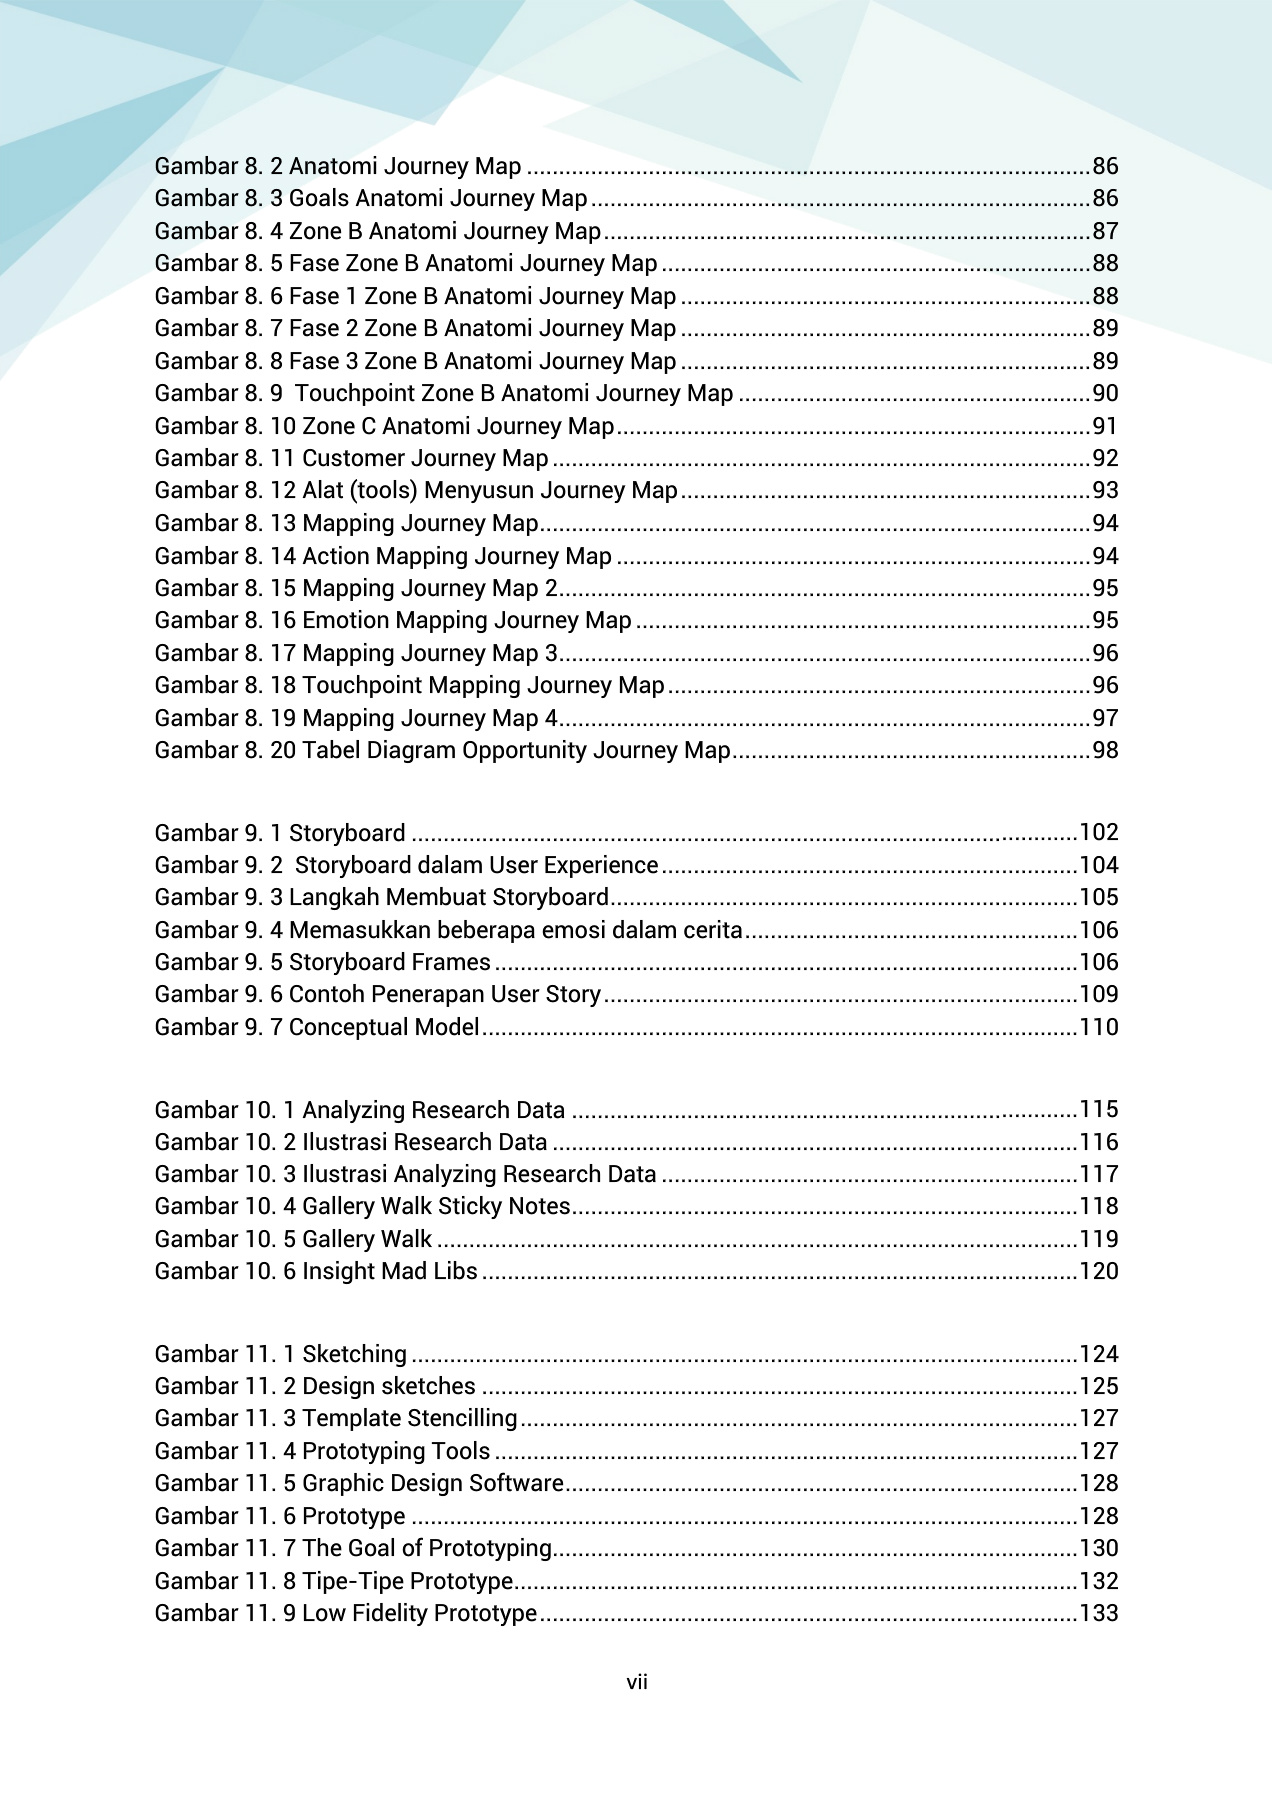 Gambar 8. 2 Anatomi Journey Map ........................................................................................86
Gambar 8. 3 Goals Anatomi Journey Map..............................................................................86
Gambar 8. 4 Zone B Anatomi Journey Map............................................................................87
Gambar 8. 5 Fase Zone B Anatomi Journey Map ...................................................................88
Gambar 8. 6 Fase 1 Zone B Anatomi Journey Map ................................................................88
Gambar 8. 7 Fase 2 Zone B Anatomi Journey Map ................................................................89
Gambar 8. 8 Fase 3 Zone B Anatomi Journey Map ................................................................89
Gambar 8. 9  Touchpoint Zone B Anatomi Journey Map .......................................................90
Gambar 8. 10 Zone C Anatomi Journey Map..........................................................................91
Gambar 8. 11 Customer Journey Map ....................................................................................92
Gambar 8. 12 Alat (tools) Menyusun Journey Map................................................................93
Gambar 8. 13 Mapping Journey Map......................................................................................94
Gambar 8. 14 Action Mapping Journey Map ..........................................................................94
Gambar 8. 15 Mapping Journey Map 2...................................................................................95
Gambar 8. 16 Emotion Mapping Journey Map .......................................................................95
Gambar 8. 17 Mapping Journey Map 3...................................................................................96
Gambar 8. 18 Touchpoint Mapping Journey Map ..................................................................96
Gambar 8. 19 Mapping Journey Map 4...................................................................................97
Gambar 8. 20 Tabel Diagram Opportunity Journey Map........................................................98
Gambar 9. 1 Storyboard ........................................................................................................102
Gambar 9. 2  Storyboard dalam User Experience.................................................................104
Gambar 9. 3 Langkah Membuat Storyboard.........................................................................105
Gambar 9. 4 Memasukkan beberapa emosi dalam cerita....................................................106
Gambar 9. 5 Storyboard Frames ...........................................................................................106
Gambar 9. 6 Contoh Penerapan User Story..........................................................................109
Gambar 9. 7 Conceptual Model.............................................................................................110
Gambar 10. 1 Analyzing Research Data ...............................................................................115
Gambar 10. 2 Ilustrasi Research Data ..................................................................................116
Gambar 10. 3 Ilustrasi Analyzing Research Data .................................................................117
Gambar 10. 4 Gallery Walk Sticky Notes...............................................................................118
Gambar 10. 5 Gallery Walk ....................................................................................................119
Gambar 10. 6 Insight Mad Libs .............................................................................................120
Gambar 11. 1 Sketching ........................................................................................................124
Gambar 11. 2 Design sketches .............................................................................................125
Gambar 11. 3 Template Stencilling.......................................................................................127
Gambar 11. 4 Prototyping Tools ...........................................................................................127
Gambar 11. 5 Graphic Design Software................................................................................128
Gambar 11. 6 Prototype ........................................................................................................128
Gambar 11. 7 The Goal of Prototyping..................................................................................130
Gambar 11. 8 Tipe-Tipe Prototype........................................................................................132
Gambar 11. 9 Low Fidelity Prototype....................................................................................133
vii